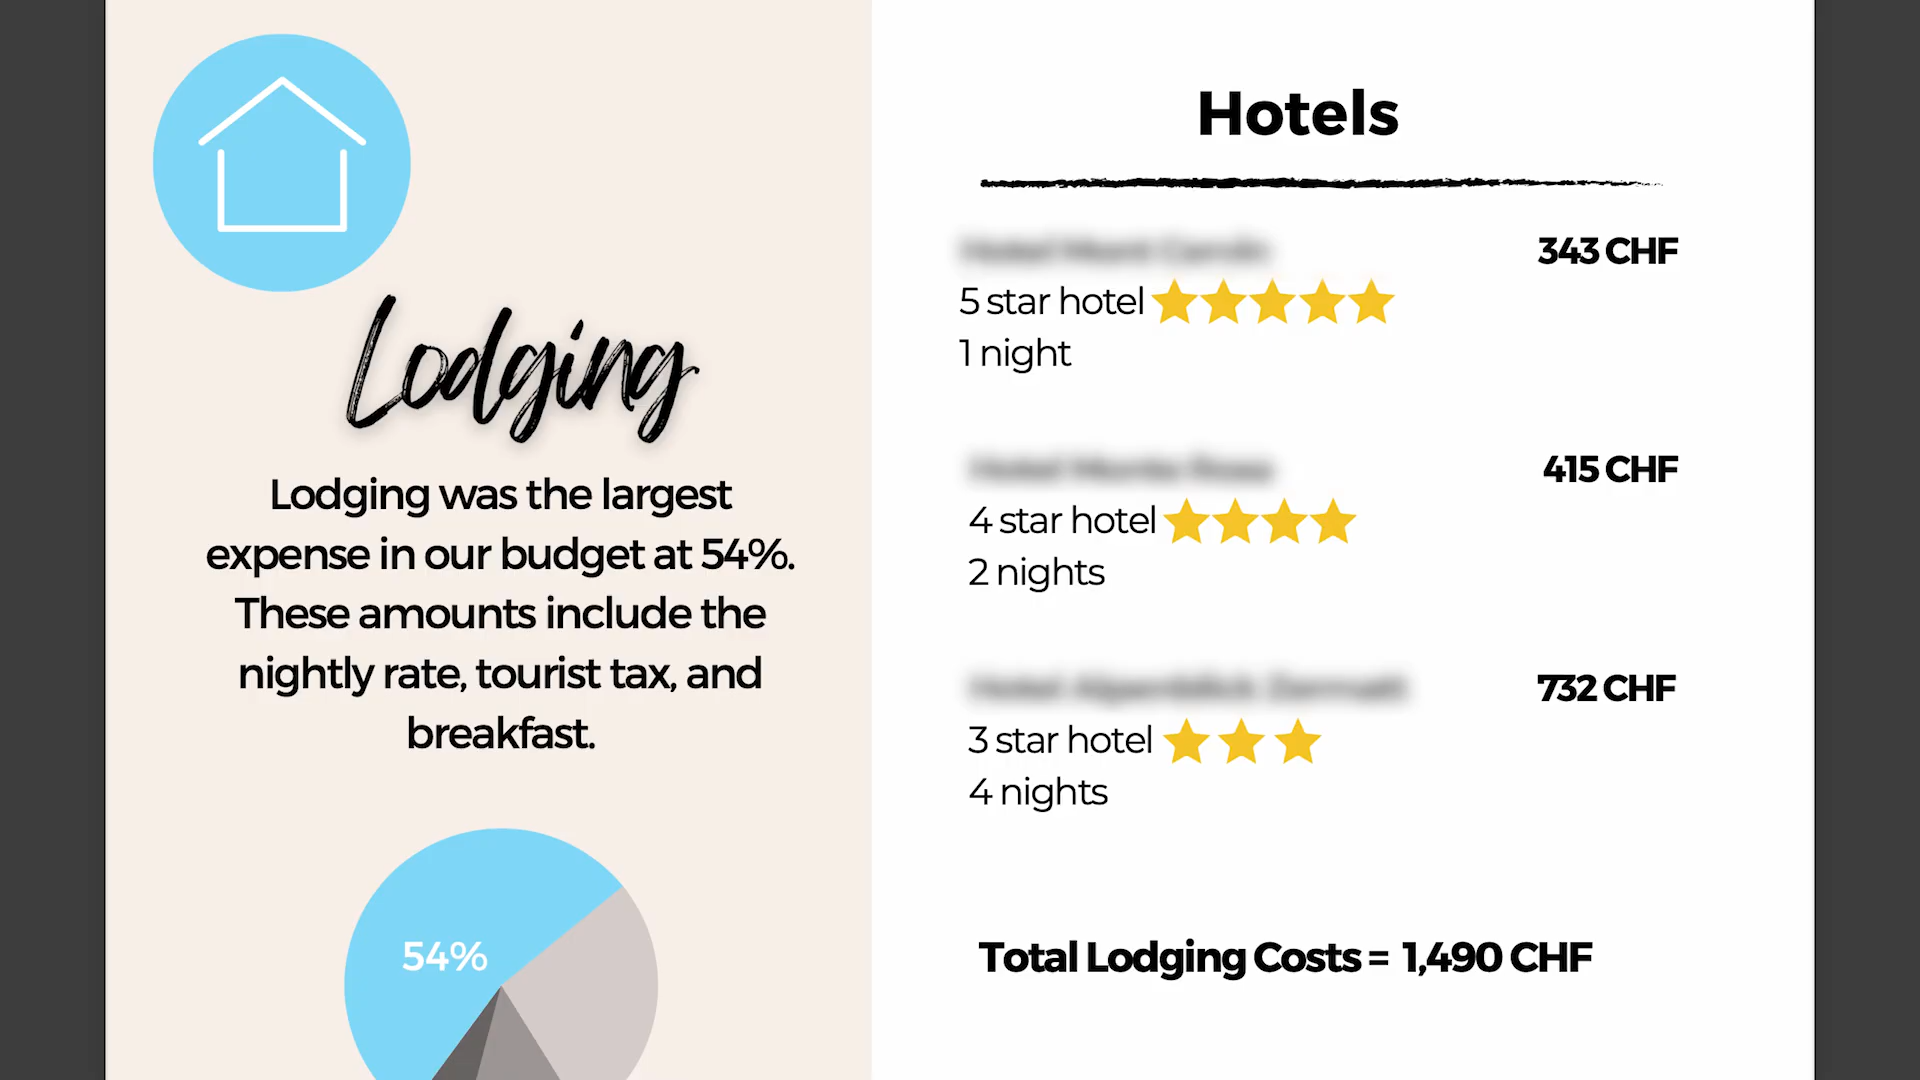 Lodging
Lodging was the largest
expense in our budget at 54%.
These amounts include the
nightly rate, tourist tax, and
breakfast.
54%
Hotels
343 CHF
5 star hotel
1 night
415 CHF
4 star hotel
2 nights
732 CHF
3 star hotel
4 nights
Total Lodging Costs = 1,490 CHF